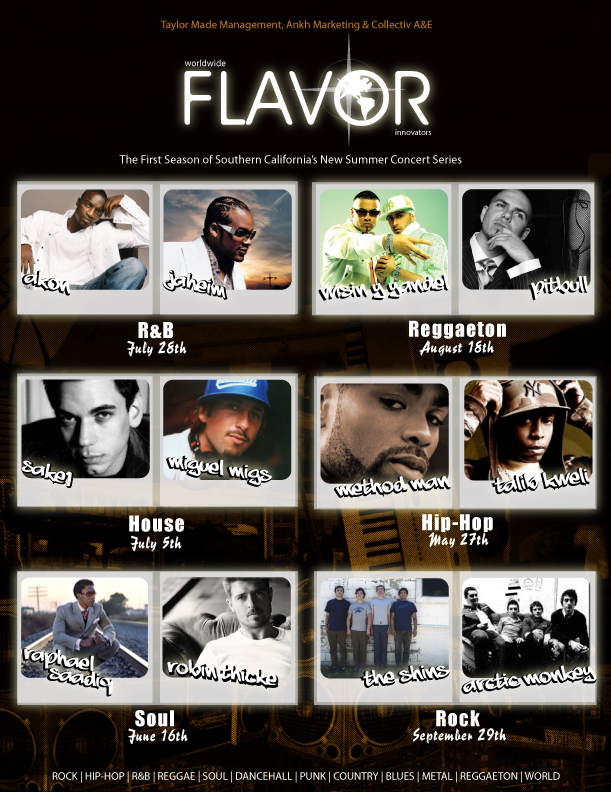 Taylor Made Management, Ankh Marketing & Collectiv A&E
worldwide
FLAVOR
innovators
The First Season of Southern California's New Summer Concert Series
akon
jaheim
wisin y yandel
pitbull
R&B
July 28th
Reggaeton
August 18th
sake1
miguel migs
method man
talib kweli
House
July 5th
Hip-Hop
May 27th
raphael
saadiq
robin thicke
the shins
arctic monkey
Soul
June 16th
Rock
September 29th
ROCK | HIP-HOP | R&B | REGGAE | SOUL | DANCEHALL | PUNK | COUNTRY | BLUES | METAL | REGGAETON | WORLD